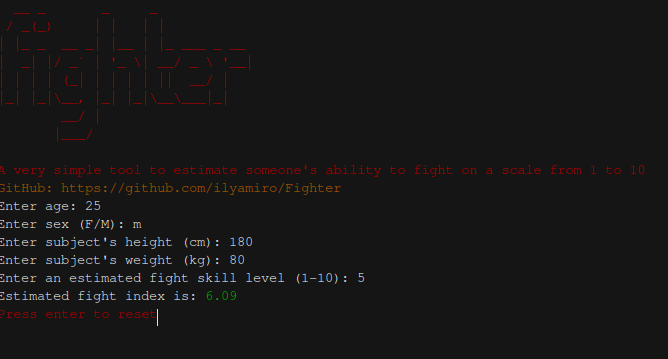 fighter
A very simple tool to estimate someone's ability to fight on a scale from 1 to 10
GitHub: https://github.com/ilyamiro/Fighter
Enter age: 25
Enter sex (F/M): m
Enter subject's height (cm): 180
Enter subject's weight (kg): 80
Enter an estimated fight skill level (1-10): 5
Estimated fight index is: 6.09
Press enter to reset